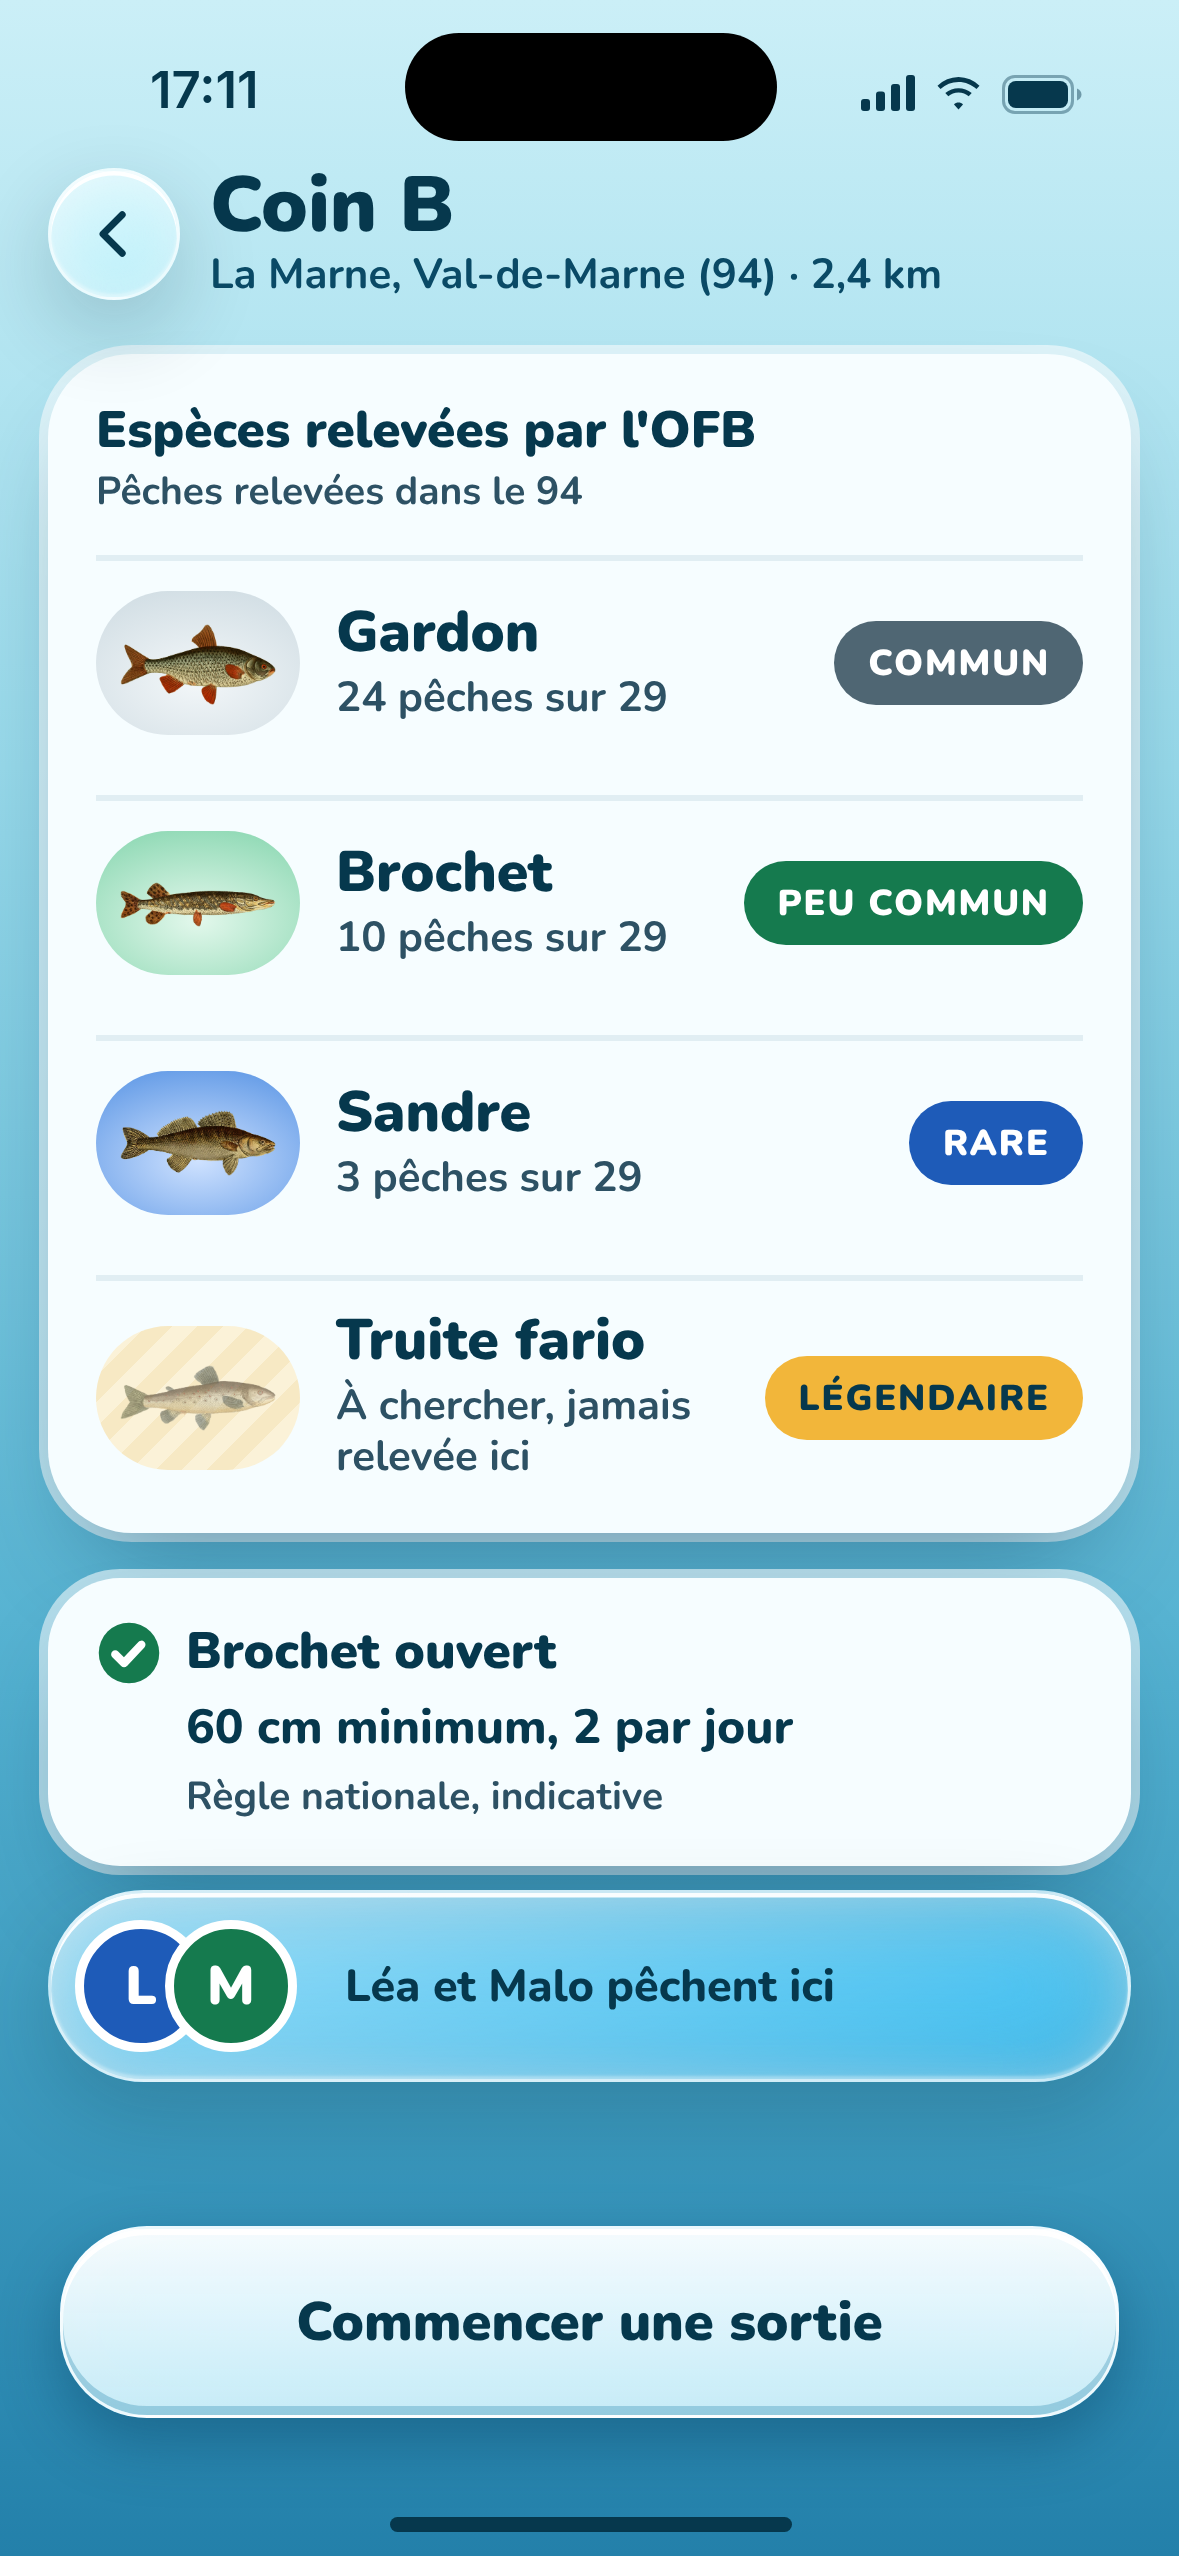 17:11
Coin B
La Marne, Val-de-Marne (94) · 2,4 km
Espèces relevées par l'OFB
Pêches relevées dans le 94
Gardon
24 pêches sur 29
COMMUN
Brochet
10 pêches sur 29
PEU COMMUN
Sandre
3 pêches sur 29
RARE
Truite fario
À chercher, jamais
relevée ici
LÉGENDAIRE
Brochet ouvert
60 cm minimum, 2 par jour
Règle nationale, indicative
L M Léa et Malo pêchent ici
Commencer une sortie